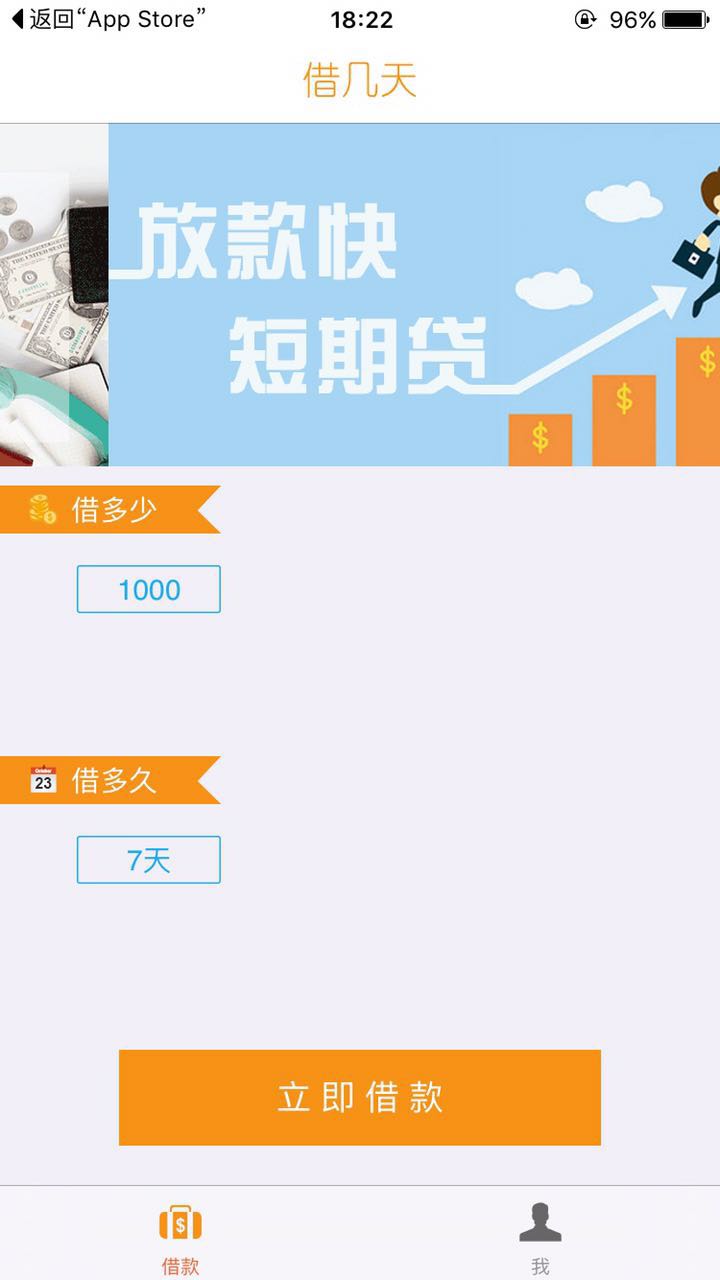 返回“App Store”
18:22
96%
借几天
放款快
短期贷
$
$
$
借多少
1000
23
借多久
7天
立即借款
$
借款
我